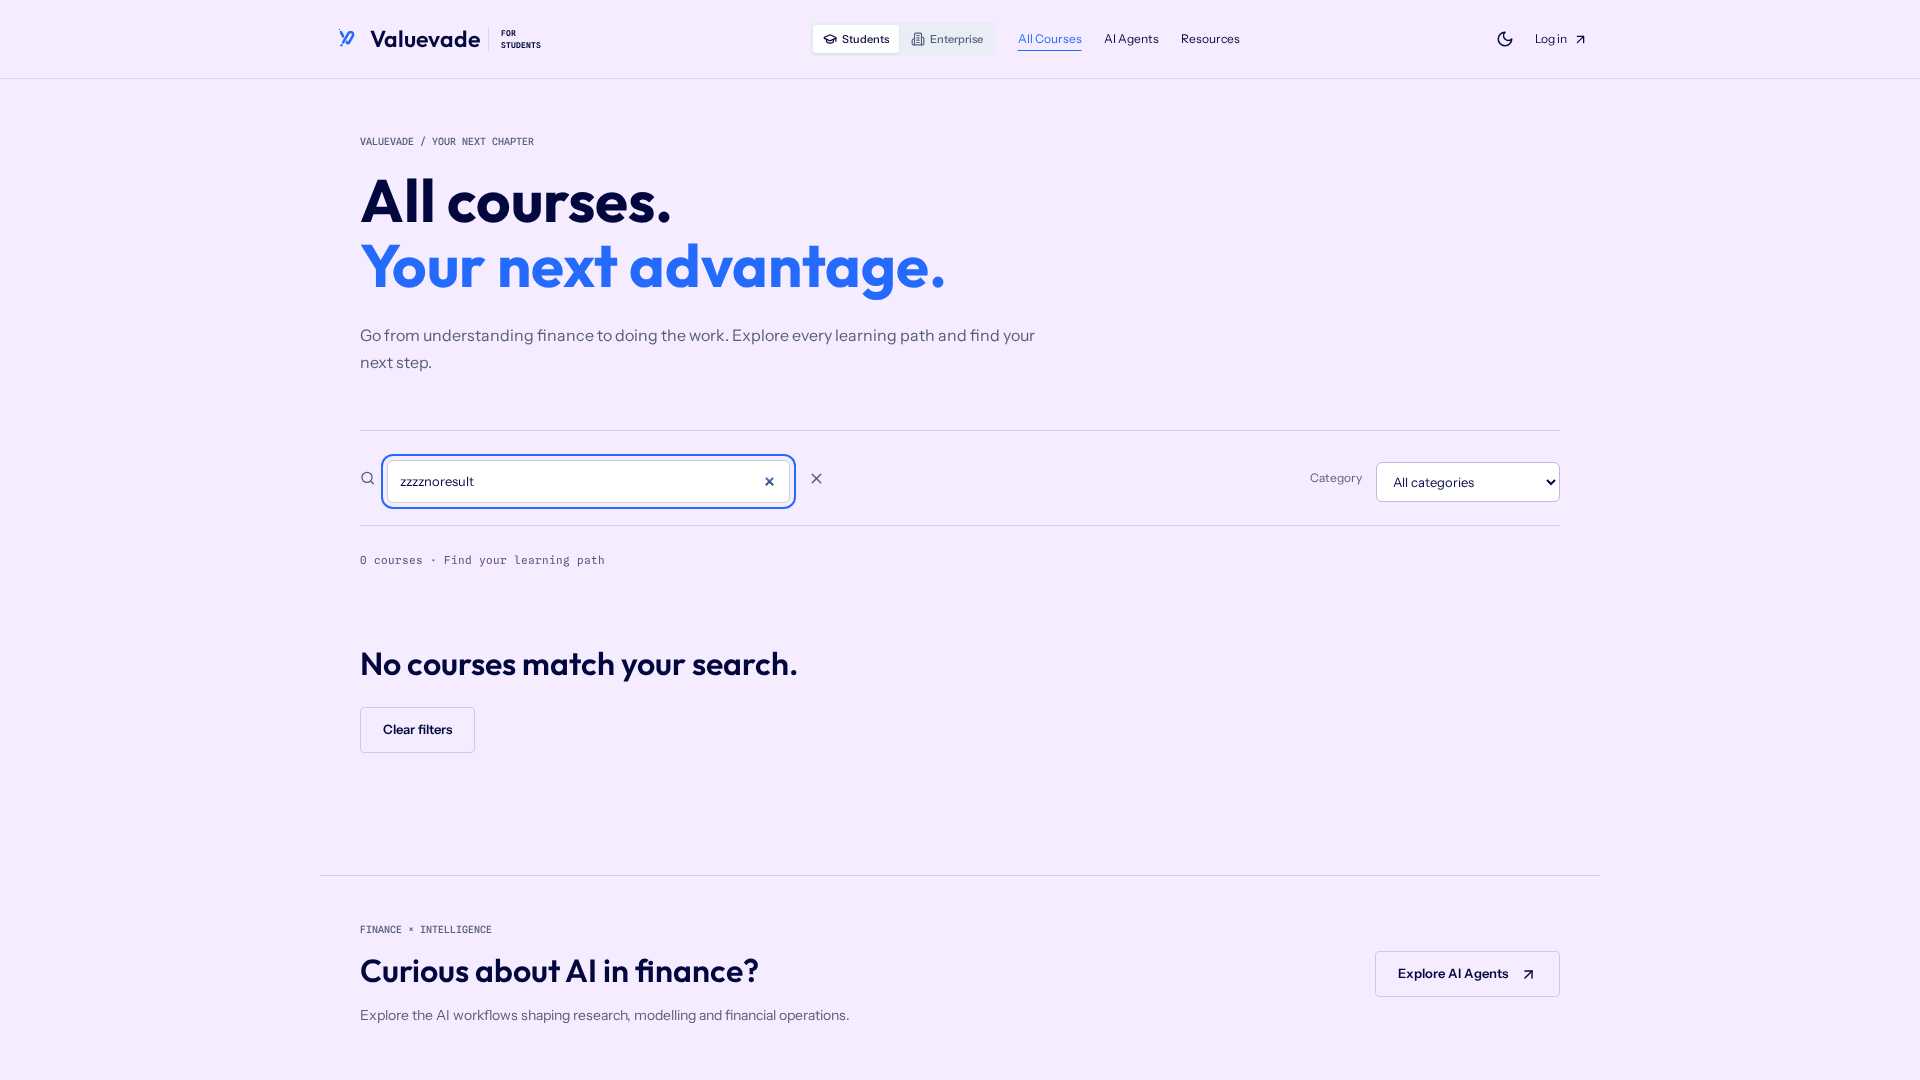 Valuevade
FOR
STUDENTS
Students
Enterprise
All Courses
AI Agents
Resources
Log in
VALUEVADE / YOUR NEXT CHAPTER
All courses.
Your next advantage.
Go from understanding finance to doing the work. Explore every learning path and find your
next step.
zzzznoresult
Category
All categories
0 courses · Find your learning path
No courses match your search.
Clear filters
FINANCE × INTELLIGENCE
Curious about AI in finance?
Explore AI Agents
Explore the AI workflows shaping research, modelling and financial operations.